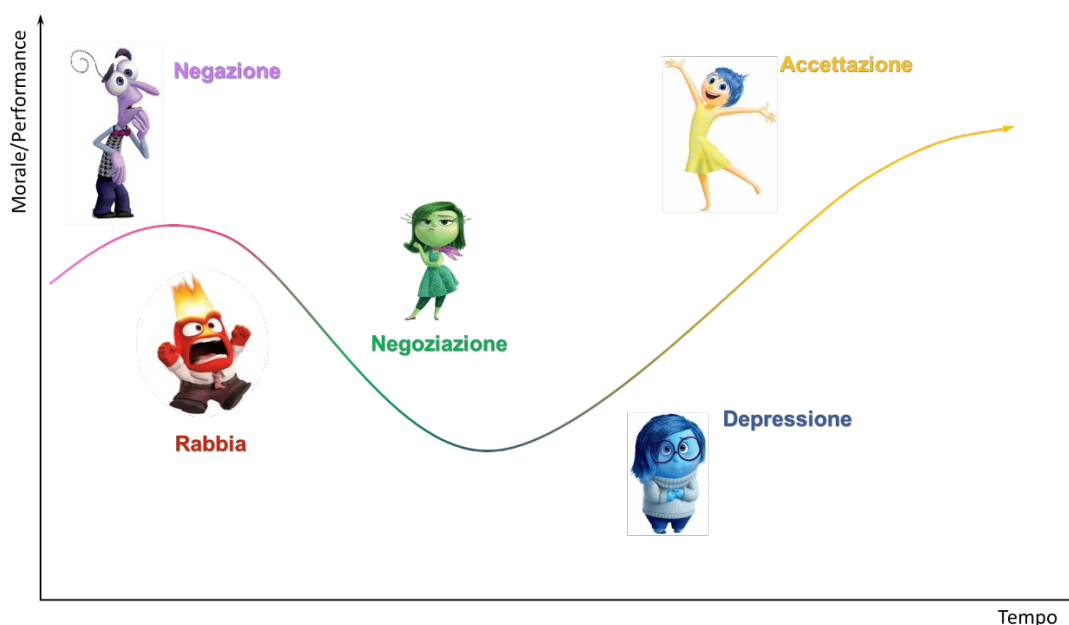 Morale/Performance
Negazione
Accettazione
Negoziazione
Rabbia
Depressione
Tempo